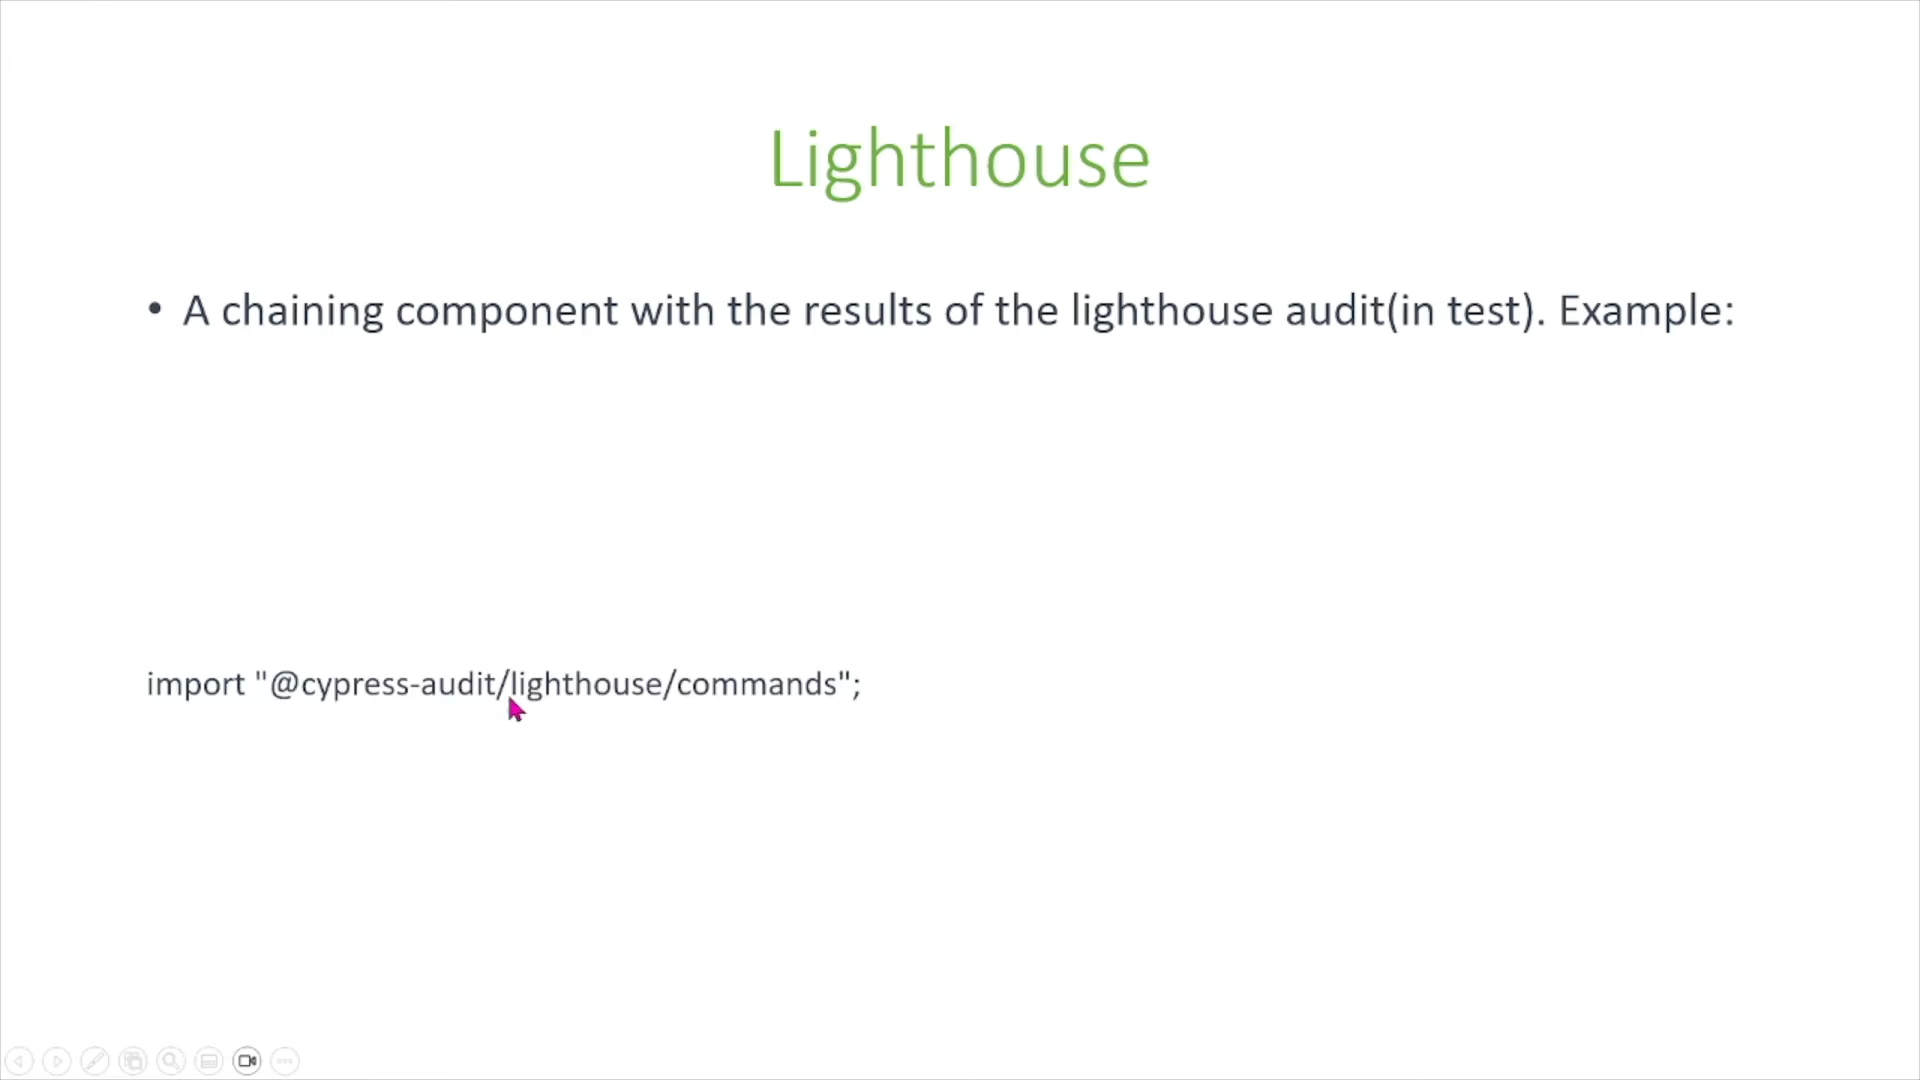 Lighthouse
• A chaining component with the results of the lighthouse audit(in test). Example:
import "@cypress-audit/lighthouse/commands";